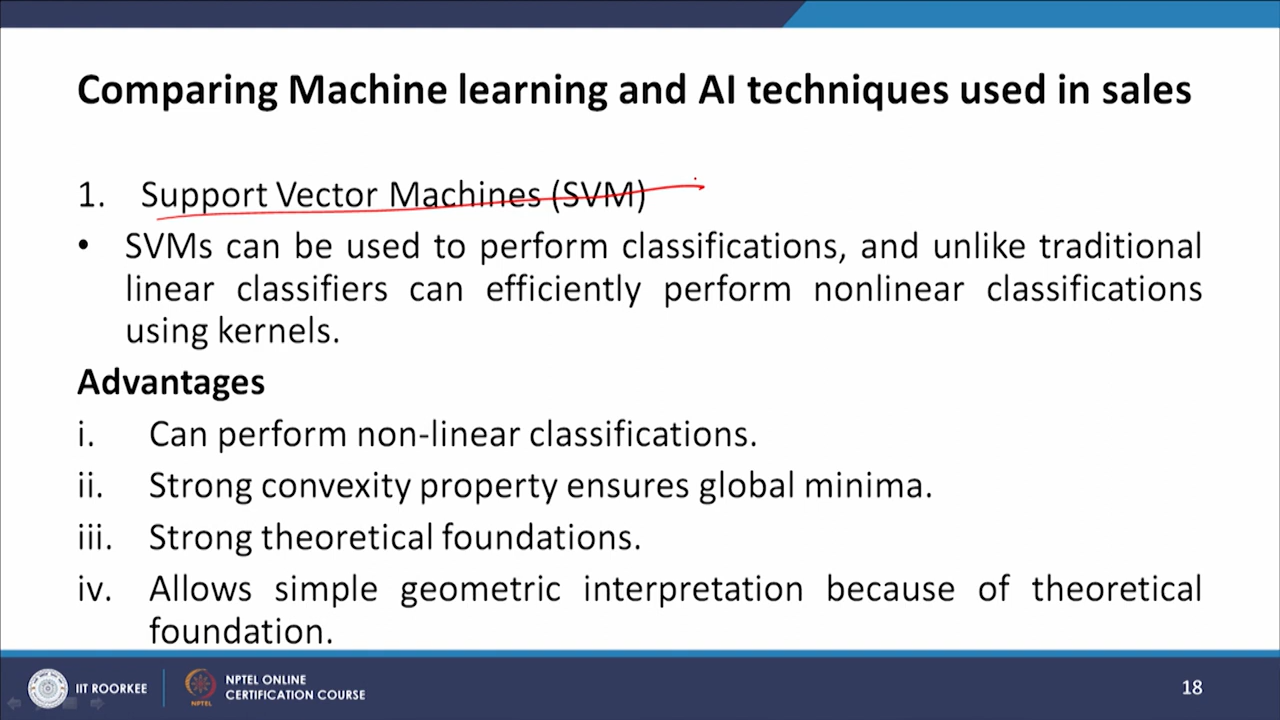 Comparing Machine learning and AI techniques used in sales
1. Support Vector Machines (SVM)
• SVMs can be used to perform classifications, and unlike traditional
linear classifiers can efficiently perform nonlinear classifications
using kernels.
Advantages
i. Can perform non-linear classifications.
ii. Strong convexity property ensures global minima.
iii. Strong theoretical foundations.
iv. Allows simple geometric interpretation because of theoretical
foundation.
IIT ROORKEE
NPTEL
NPTEL ONLINE
CERTIFICATION COURSE
18